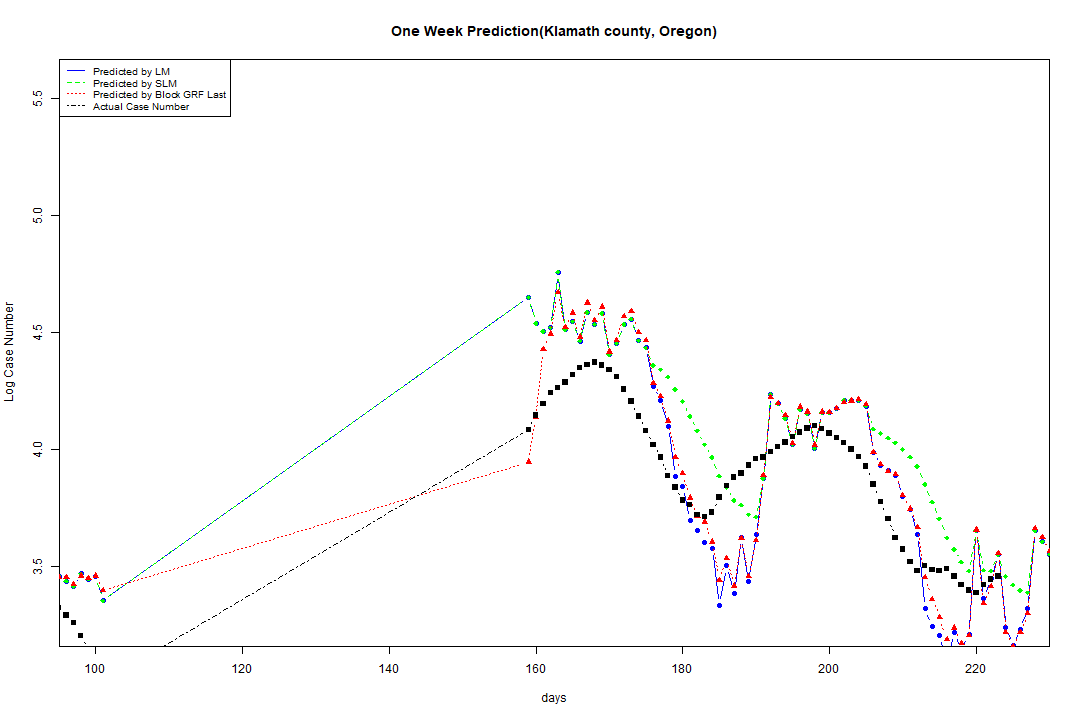 One Week Prediction(Klamath county, Oregon)
Predicted by LM
Predicted by SLM
Predicted by Block GRF Last
Actual Case Number
5.5
5.0
4.5
4.0
3.5
Log Case Number
100 120 140 160 180 200 220
days